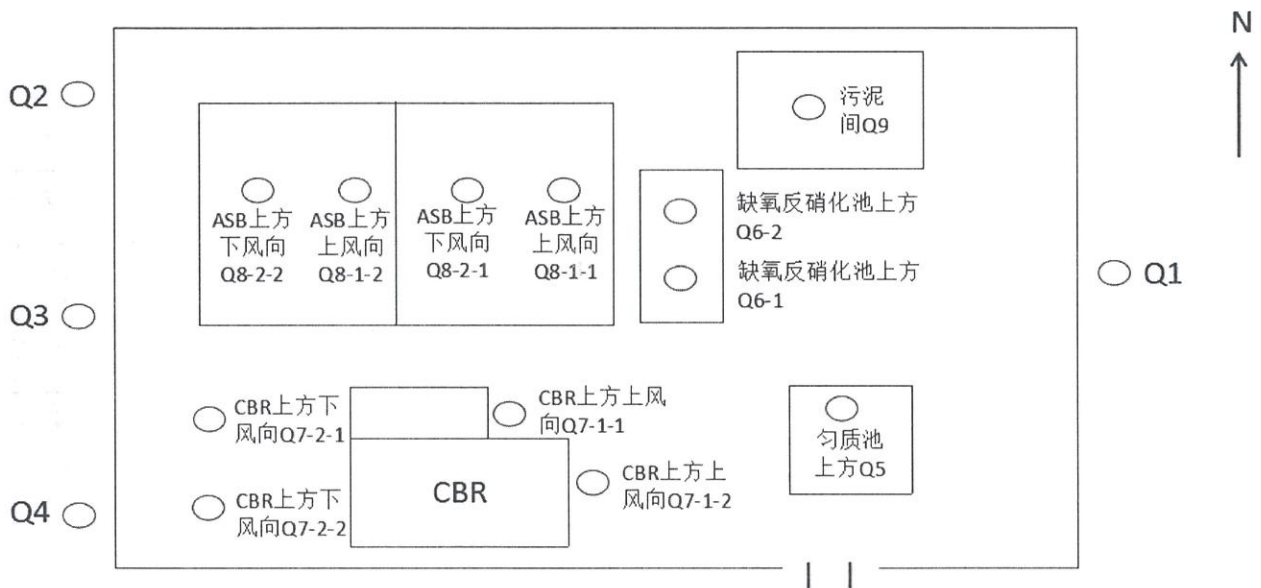 N
Q2
污泥
间Q9
ASB上方
下风向
Q8-2-2
ASB上方
上风向
Q8-1-2
ASB上方
下风向
Q8-2-1
ASB上方
上风向
Q8-1-1
缺氧反硝化池上方
Q6-2
缺氧反硝化池上方
Q6-1
Q1
Q3
CBR上方下
风向Q7-2-1
CBR上方上风
向Q7-1-1
匀质池
上方Q5
CBR
CBR上方上
风向Q7-1-2
CBR上方下
风向Q7-2-2
Q4